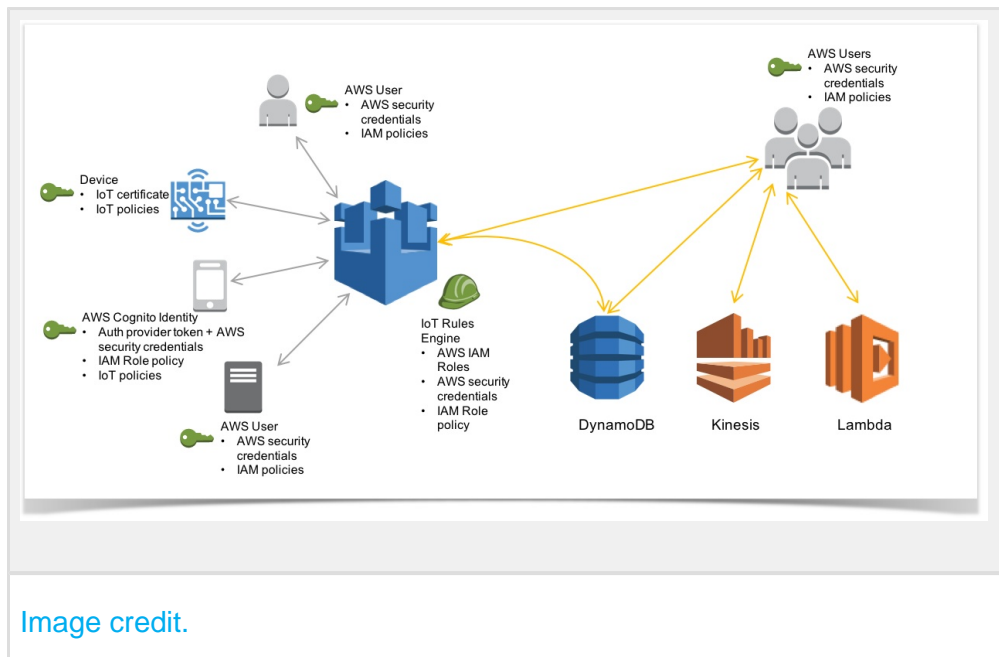 AWS Users
• AWS security
credentials
• IAM policies
AWS User
• AWS security
credentials
• IAM policies
Device
• IoT certificate
• IoT policies
AWS Cognito Identity
• Auth provider token + AWS
security credentials
• IAM Role policy
• IoT policies
IoT Rules
Engine
• AWS IAM
Roles
• AWS security
credentials
• IAM Role
policy
AWS User
• AWS security
credentials
• IAM policies
DynamoDB
Kinesis
Lambda
Image credit.